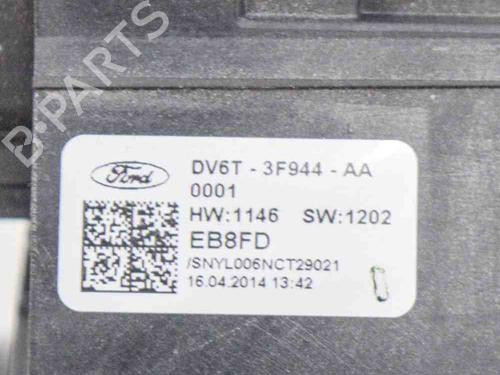 B-PARTS
Ford
DV6T - 3F944 - AA
0001
HW:1146 SW:1202
EB8FD
/SNYL006NCT29021
16.04.2014 13:42